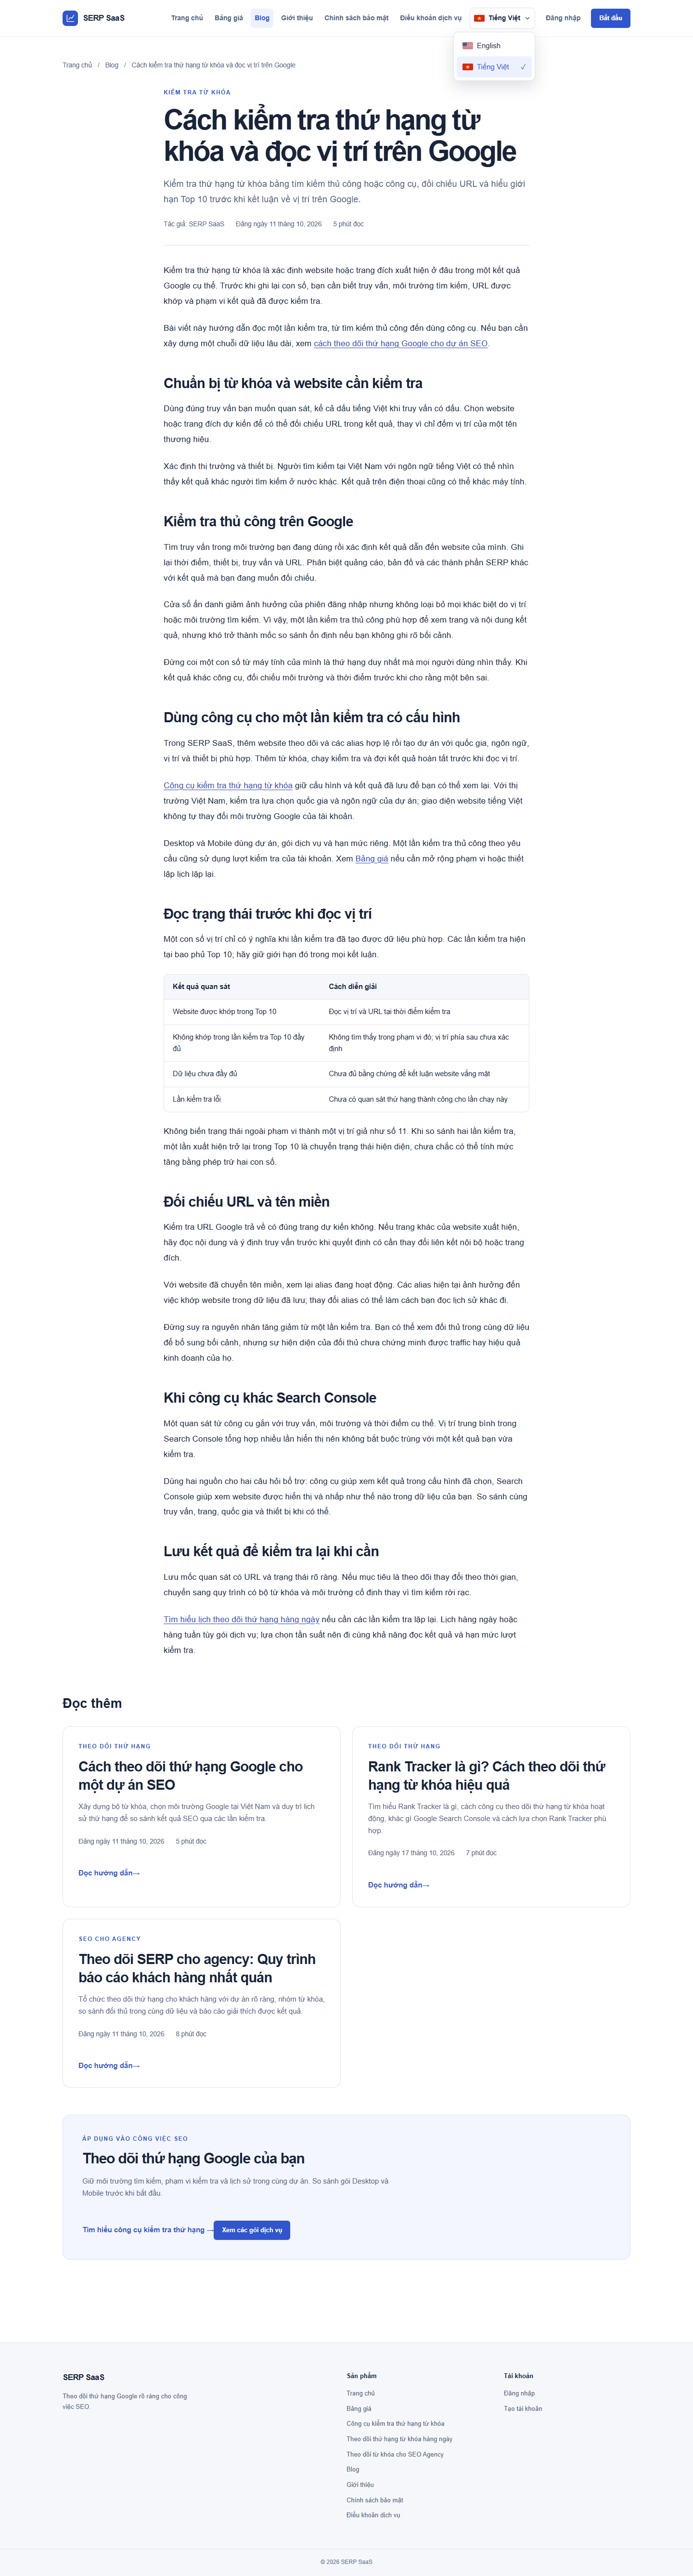 SERP SaaS
Trang chủ
Bảng giá
Blog
Giới thiệu
Chính sách bảo mật
Điều khoản dịch vụ
Tiếng Việt
Đăng nhập
Bắt đầu
English
Tiếng Việt ✓
Trang chủ / Blog / Cách kiểm tra thứ hạng từ khóa và đọc vị trí trên Google
KIỂM TRA TỪ KHÓA
Cách kiểm tra thứ hạng từ
khóa và đọc vị trí trên Google
Kiểm tra thứ hạng từ khóa bằng tìm kiếm thủ công hoặc công cụ, đối chiếu URL và hiểu giới
hạn Top 10 trước khi kết luận về vị trí trên Google.
Tác giả: SERP SaaS Đăng ngày 11 tháng 10, 2026 5 phút đọc
Kiểm tra thứ hạng từ khóa là xác định website hoặc trang đích xuất hiện ở đâu trong một kết quả
Google cụ thể. Trước khi ghi lại con số, bạn cần biết truy vấn, môi trường tìm kiếm, URL được
khớp và phạm vi kết quả đã được kiểm tra.
Bài viết này hướng dẫn đọc một lần kiểm tra, từ tìm kiếm thủ công đến dùng công cụ. Nếu bạn cần
xây dựng một chuỗi dữ liệu lâu dài, xem cách theo dõi thứ hạng Google cho dự án SEO.
Chuẩn bị từ khóa và website cần kiểm tra
Dùng đúng truy vấn bạn muốn quan sát, kể cả dấu tiếng Việt khi truy vấn có dấu. Chọn website
hoặc trang đích dự kiến để có thể đối chiếu URL trong kết quả, thay vì chỉ đếm vị trí của một tên
thương hiệu.
Xác định thị trường và thiết bị. Người tìm kiếm tại Việt Nam với ngôn ngữ tiếng Việt có thể nhìn
thấy kết quả khác người tìm kiếm ở nước khác. Kết quả trên điện thoại cũng có thể khác máy tính.
Kiểm tra thủ công trên Google
Tìm truy vấn trong môi trường bạn đang dùng rồi xác định kết quả dẫn đến website của mình. Ghi
lại thời điểm, thiết bị, truy vấn và URL. Phân biệt quảng cáo, bản đồ và các thành phần SERP khác
với kết quả mà bạn đang muốn đối chiếu.
Cửa sổ ẩn danh giảm ảnh hưởng của phiên đăng nhập nhưng không loại bỏ mọi khác biệt do vị trí
hoặc môi trường tìm kiếm. Vì vậy, một lần kiểm tra thủ công phù hợp để xem trang và nội dung kết
quả, nhưng khó trở thành mốc so sánh ổn định nếu bạn không ghi rõ bối cảnh.
Đừng coi một con số từ máy tính của mình là thứ hạng duy nhất mà mọi người dùng nhìn thấy. Khi
kết quả khác công cụ, đối chiếu môi trường và thời điểm trước khi cho rằng một bên sai.
Dùng công cụ cho một lần kiểm tra có cấu hình
Trong SERP SaaS, thêm website theo dõi và các alias hợp lệ rồi tạo dự án với quốc gia, ngôn ngữ,
vị trí và thiết bị phù hợp. Thêm từ khóa, chạy kiểm tra và đợi kết quả hoàn tất trước khi đọc vị trí.
Công cụ kiểm tra thứ hạng từ khóa giữ cấu hình và kết quả đã lưu để bạn có thể xem lại. Với thị
trường Việt Nam, kiểm tra lựa chọn quốc gia và ngôn ngữ của dự án; giao diện website tiếng Việt
không tự thay đổi môi trường Google của tài khoản.
Desktop và Mobile dùng dự án, gói dịch vụ và hạn mức riêng. Một lần kiểm tra thủ công theo yêu
cầu cũng sử dụng lượt kiểm tra của tài khoản. Xem Bảng giá nếu cần mở rộng phạm vi hoặc thiết
lập lịch lặp lại.
Đọc trạng thái trước khi đọc vị trí
Một con số vị trí chỉ có ý nghĩa khi lần kiểm tra đã tạo được dữ liệu phù hợp. Các lần kiểm tra hiện
tại bao phủ Top 10; hãy giữ giới hạn đó trong mọi kết luận.
Kết quả quan sát Cách diễn giải
Website được khớp trong Top 10 Đọc vị trí và URL tại thời điểm kiểm tra
Không khớp trong lần kiểm tra Top 10 đầy Không tìm thấy trong phạm vi đó; vị trí phía sau chưa xác
đủ định
Dữ liệu chưa đầy đủ Chưa đủ bằng chứng để kết luận website vắng mặt
Lần kiểm tra lỗi Chưa có quan sát thứ hạng thành công cho lần chạy này
Không biến trạng thái ngoài phạm vi thành một vị trí giả như số 11. Khi so sánh hai lần kiểm tra,
một lần xuất hiện trở lại trong Top 10 là chuyển trạng thái hiện diện, chưa chắc có thể tính mức
tăng bằng phép trừ hai con số.
Đối chiếu URL và tên miền
Kiểm tra URL Google trả về có đúng trang dự kiến không. Nếu trang khác của website xuất hiện,
hãy đọc nội dung và ý định truy vấn trước khi quyết định có cần thay đổi liên kết nội bộ hoặc trang
đích.
Với website đã chuyển tên miền, xem lại alias đang hoạt động. Các alias hiện tại ảnh hưởng đến
việc khớp website trong dữ liệu đã lưu; thay đổi alias có thể làm cách bạn đọc lịch sử khác đi.
Đừng suy ra nguyên nhân tăng giảm từ một lần kiểm tra. Bạn có thể xem đối thủ trong cùng dữ liệu
để bổ sung bối cảnh, nhưng sự hiện diện của đối thủ chưa chứng minh được traffic hay hiệu quả
kinh doanh của họ.
Khi công cụ khác Search Console
Một quan sát từ công cụ gắn với truy vấn, môi trường và thời điểm cụ thể. Vị trí trung bình trong
Search Console tổng hợp nhiều lần hiển thị nên không bắt buộc trùng với một kết quả bạn vừa
kiểm tra.
Dùng hai nguồn cho hai câu hỏi bổ trợ: công cụ giúp xem kết quả trong cấu hình đã chọn, Search
Console giúp xem website được hiển thị và nhấp như thế nào trong dữ liệu của bạn. So sánh cùng
truy vấn, trang, quốc gia và thiết bị khi có thể.
Lưu kết quả để kiểm tra lại khi cần
Lưu mốc quan sát có URL và trạng thái rõ ràng. Nếu mục tiêu là theo dõi thay đổi theo thời gian,
chuyển sang quy trình có bộ từ khóa và môi trường cố định thay vì tìm kiếm rời rạc.
Tìm hiểu lịch theo dõi thứ hạng hàng ngày nếu cần các lần kiểm tra lặp lại. Lịch hàng ngày hoặc
hàng tuần tùy gói dịch vụ; lựa chọn tần suất nên đi cùng khả năng đọc kết quả và hạn mức lượt
kiểm tra.
Đọc thêm
THEO DÕI THỨ HẠNG
Cách theo dõi thứ hạng Google cho
một dự án SEO
Xây dựng bộ từ khóa, chọn môi trường Google tại Việt Nam và duy trì lịch
sử thứ hạng để so sánh kết quả SEO qua các lần kiểm tra.
Đăng ngày 11 tháng 10, 2026 5 phút đọc
Đọc hướng dẫn→
THEO DÕI THỨ HẠNG
Rank Tracker là gì? Cách theo dõi thứ
hạng từ khóa hiệu quả
Tìm hiểu Rank Tracker là gì, cách công cụ theo dõi thứ hạng từ khóa hoạt
động, khác gì Google Search Console và cách lựa chọn Rank Tracker phù
hợp.
Đăng ngày 17 tháng 10, 2026 7 phút đọc
Đọc hướng dẫn→
SEO CHO AGENCY
Theo dõi SERP cho agency: Quy trình
báo cáo khách hàng nhất quán
Tổ chức theo dõi thứ hạng cho khách hàng với dự án rõ ràng, nhóm từ khóa,
so sánh đối thủ trong cùng dữ liệu và báo cáo giải thích được kết quả.
Đăng ngày 11 tháng 10, 2026 8 phút đọc
Đọc hướng dẫn→
ÁP DỤNG VÀO CÔNG VIỆC SEO
Theo dõi thứ hạng Google của bạn
Giữ môi trường tìm kiếm, phạm vi kiểm tra và lịch sử trong cùng dự án. So sánh gói Desktop và
Mobile trước khi bắt đầu.
Tìm hiểu công cụ kiểm tra thứ hạng →
Xem các gói dịch vụ
SERP SaaS
Theo dõi thứ hạng Google rõ ràng cho công
việc SEO.
Sản phẩm
Trang chủ
Bảng giá
Công cụ kiểm tra thứ hạng từ khóa
Theo dõi thứ hạng từ khóa hàng ngày
Theo dõi từ khóa cho SEO Agency
Blog
Giới thiệu
Chính sách bảo mật
Điều khoản dịch vụ
Tài khoản
Đăng nhập
Tạo tài khoản
© 2026 SERP SaaS